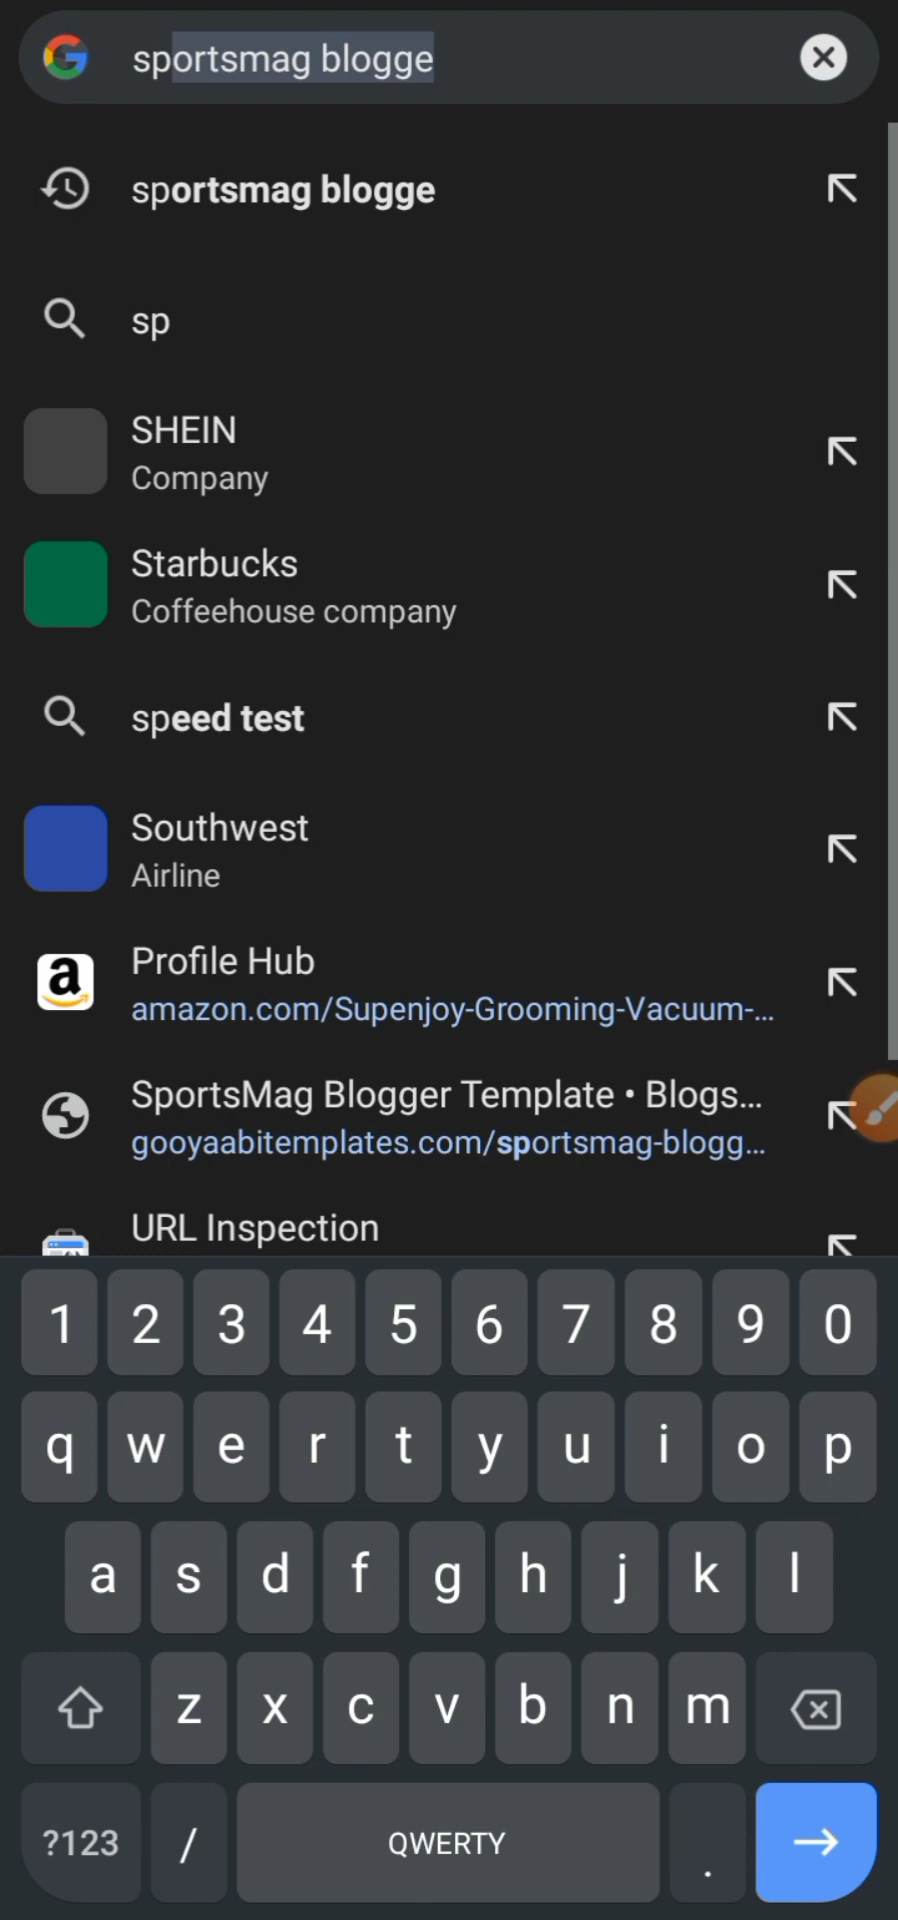 sportsmag blogge
sportsmag blogge
sp
SHEIN
Company
Starbucks
Coffeehouse company
speed test
Southwest
Airline
Profile Hub
amazon.com/Supenjoy-Grooming-Vacuum-...
SportsMag Blogger Template • Blogs...
gooyaabitemplates.com/sportsmag-blogg...
URL Inspection
1 2 3 4 5 6 7 8 9 0
q w e r t y u i o p
a s d f g h j k l
z x c v b n m
?123 / QWERTY .